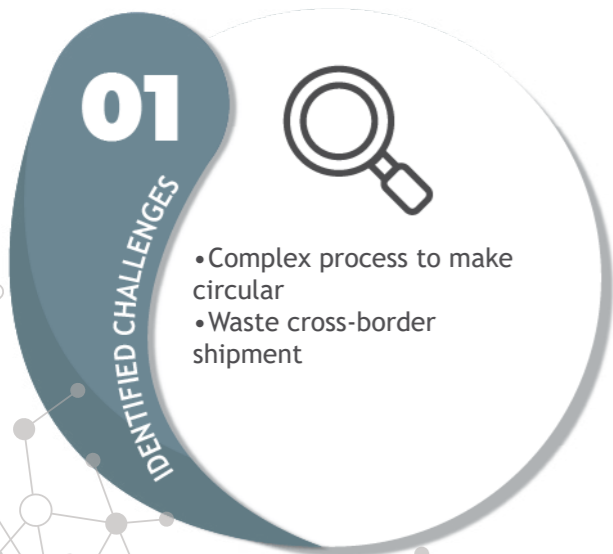 01
IDENTIFIED CHALLENGES
•Complex process to make
circular
•Waste cross-border
shipment